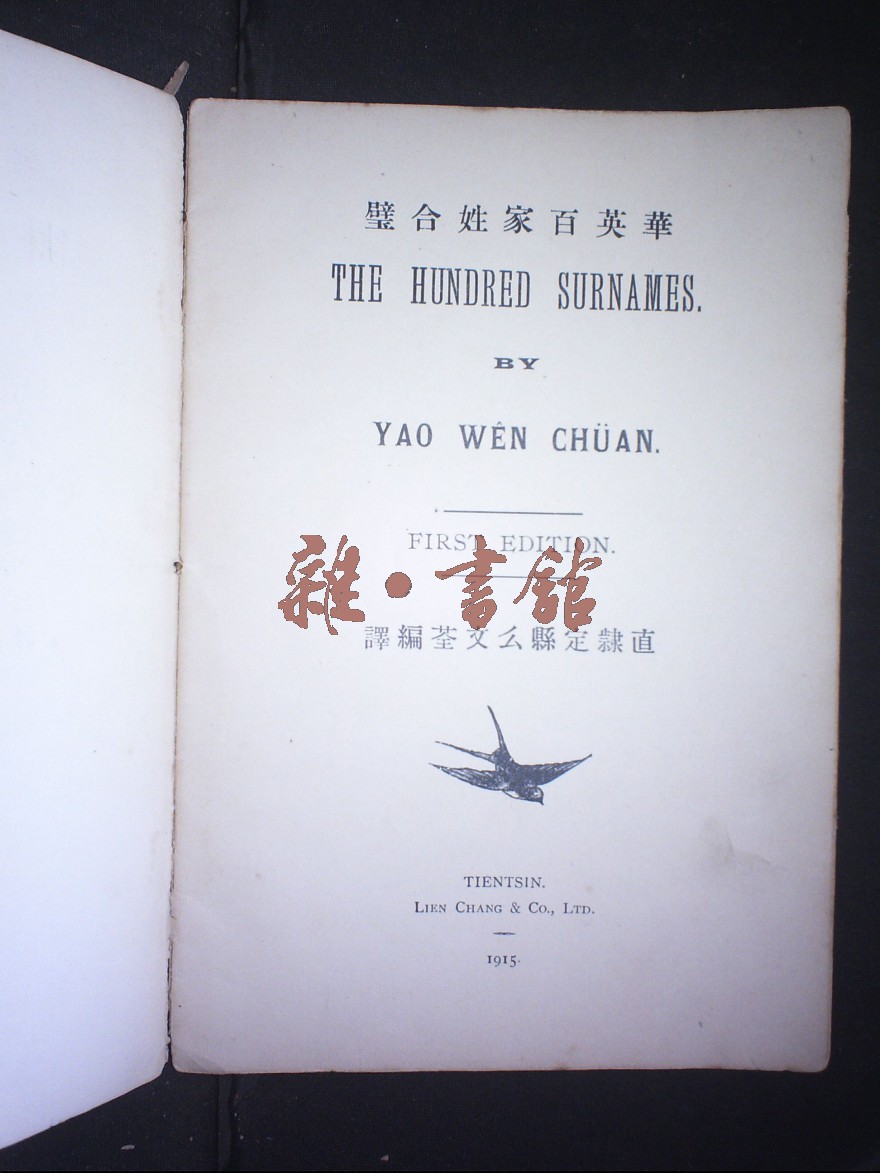 華英百家姓合璧
THE HUNDRED SURNAMES.
BY
YAO WÊN CHÜAN.
FIRST EDITION.
雜·書館
直隸定縣么文荃編譯
TIENTSIN.
LIEN CHANG & CO., LTD.
1915.